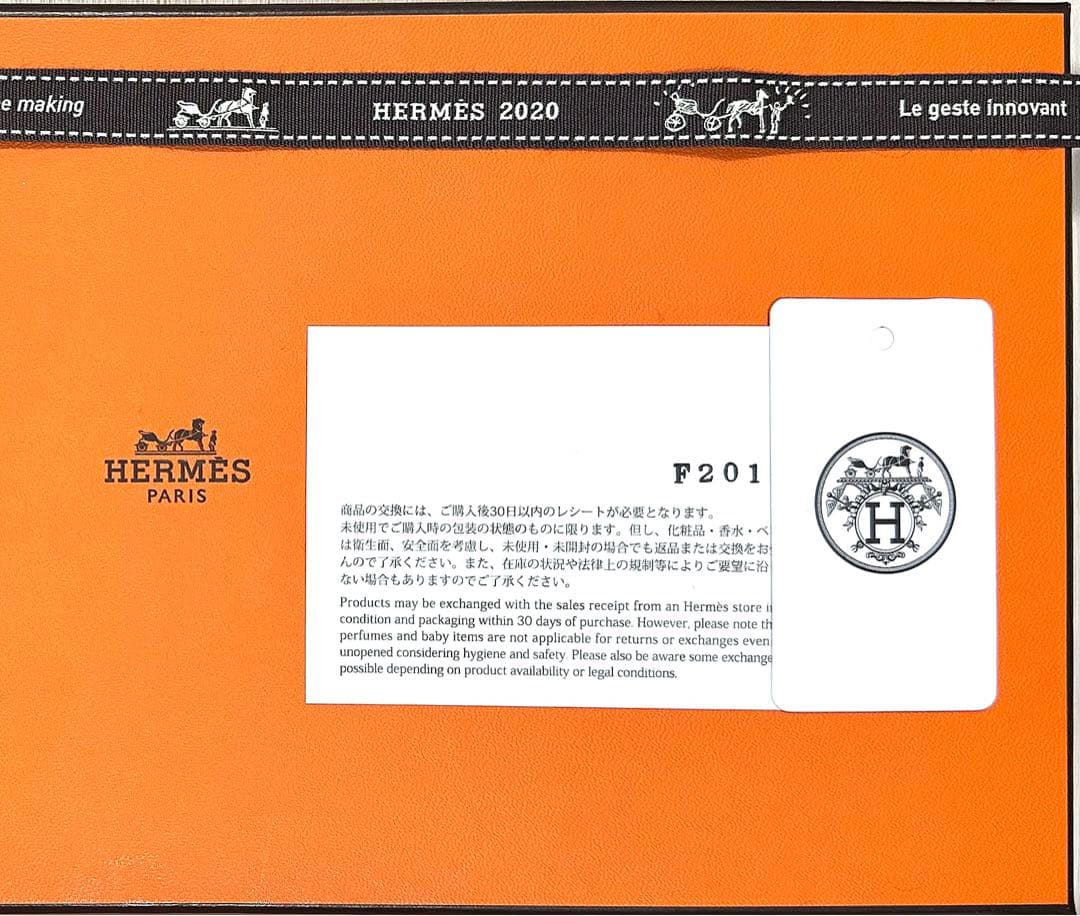 e making
HERMÈS 2020
Le geste innovant
HERMÈS
PARIS
F201
H
商品の交換には、ご購入後30日以内のレシートが必要となります。
未使用でご購入時の包装の状態のものに限ります。但し、化粧品・香水・ベ
は衛生面、安全面を考慮し、未使用・未開封の場合でも返品または交換をお
んので了承ください。また、在庫の状況や法律上の規制等によりご要望に沿
ない場合もありますのでご了承ください。
Products may be exchanged with the sales receipt from an Hermès store i
condition and packaging within 30 days of purchase. However, please note th
perfumes and baby items are not applicable for returns or exchanges even
unopened considering hygiene and safety. Please also be aware some exchange
possible depending on product availability or legal conditions.